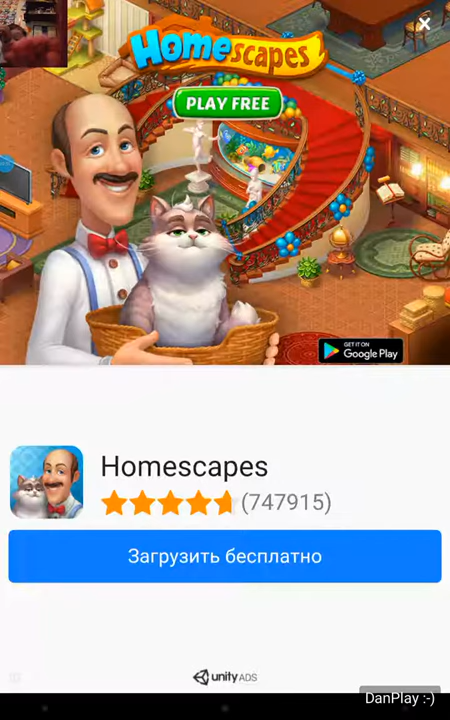 Homescapes
PLAY FREE
GET IT ON
Google Play
Homescapes
(747915)
Загрузить бесплатно
unity ADS
DanPlay :-)